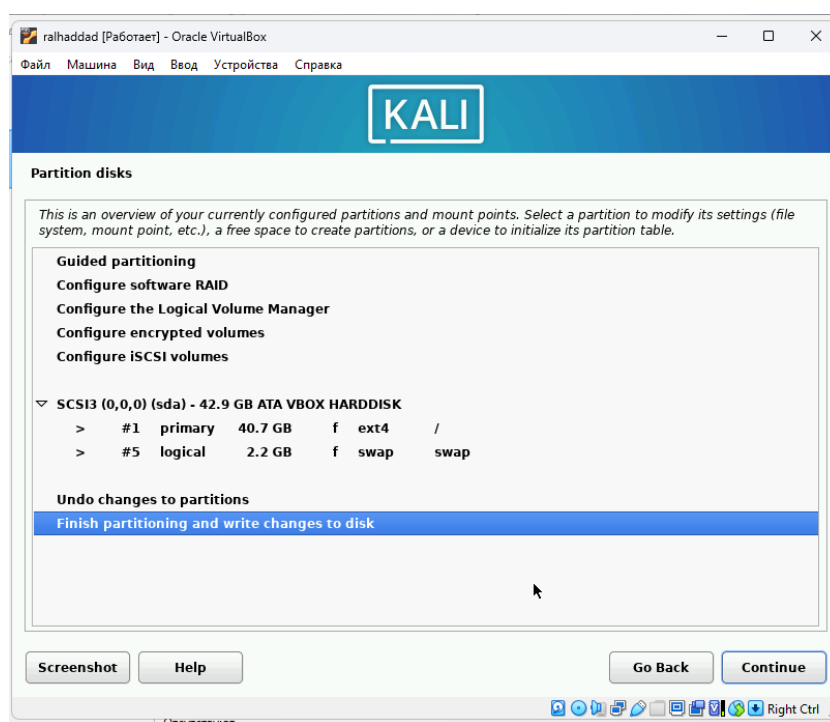 ralhaddad [Работает] - Oracle VirtualBox
Файл Машина Вид Ввод Устройства Справка
KALI
Partition disks
This is an overview of your currently configured partitions and mount points. Select a partition to modify its settings (file
system, mount point, etc.), a free space to create partitions, or a device to initialize its partition table.
Guided partitioning
Configure software RAID
Configure the Logical Volume Manager
Configure encrypted volumes
Configure iSCSI volumes
SCSI3 (0,0,0) (sda) - 42.9 GB ATA VBOX HARDDISK
> #1 primary 40.7 GB f ext4 /
> #5 logical 2.2 GB f swap swap
Undo changes to partitions
Finish partitioning and write changes to disk
Screenshot Help Go Back Continue
Right Ctrl